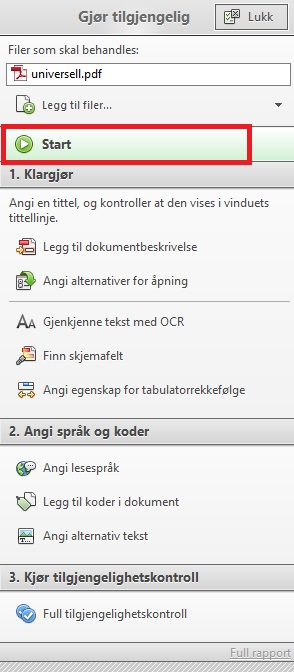 Gjør tilgjengelig
Lukk
Filer som skal behandles:
universell.pdf
Legg til filer...
Start
1. Klargjør
Angi en tittel, og kontroller at den vises i vinduets
tittellinje.
Legg til dokumentbeskrivelse
Angi alternativer for åpning
Gjenkjenne tekst med OCR
Finn skjemafelt
Angi egenskap for tabulatorrekkefølge
2. Angi språk og koder
Angi lesespråk
Legg til koder i dokument
Angi alternativ tekst
3. Kjør tilgjengelighetskontroll
Full tilgjengelighetskontroll
Full rapport